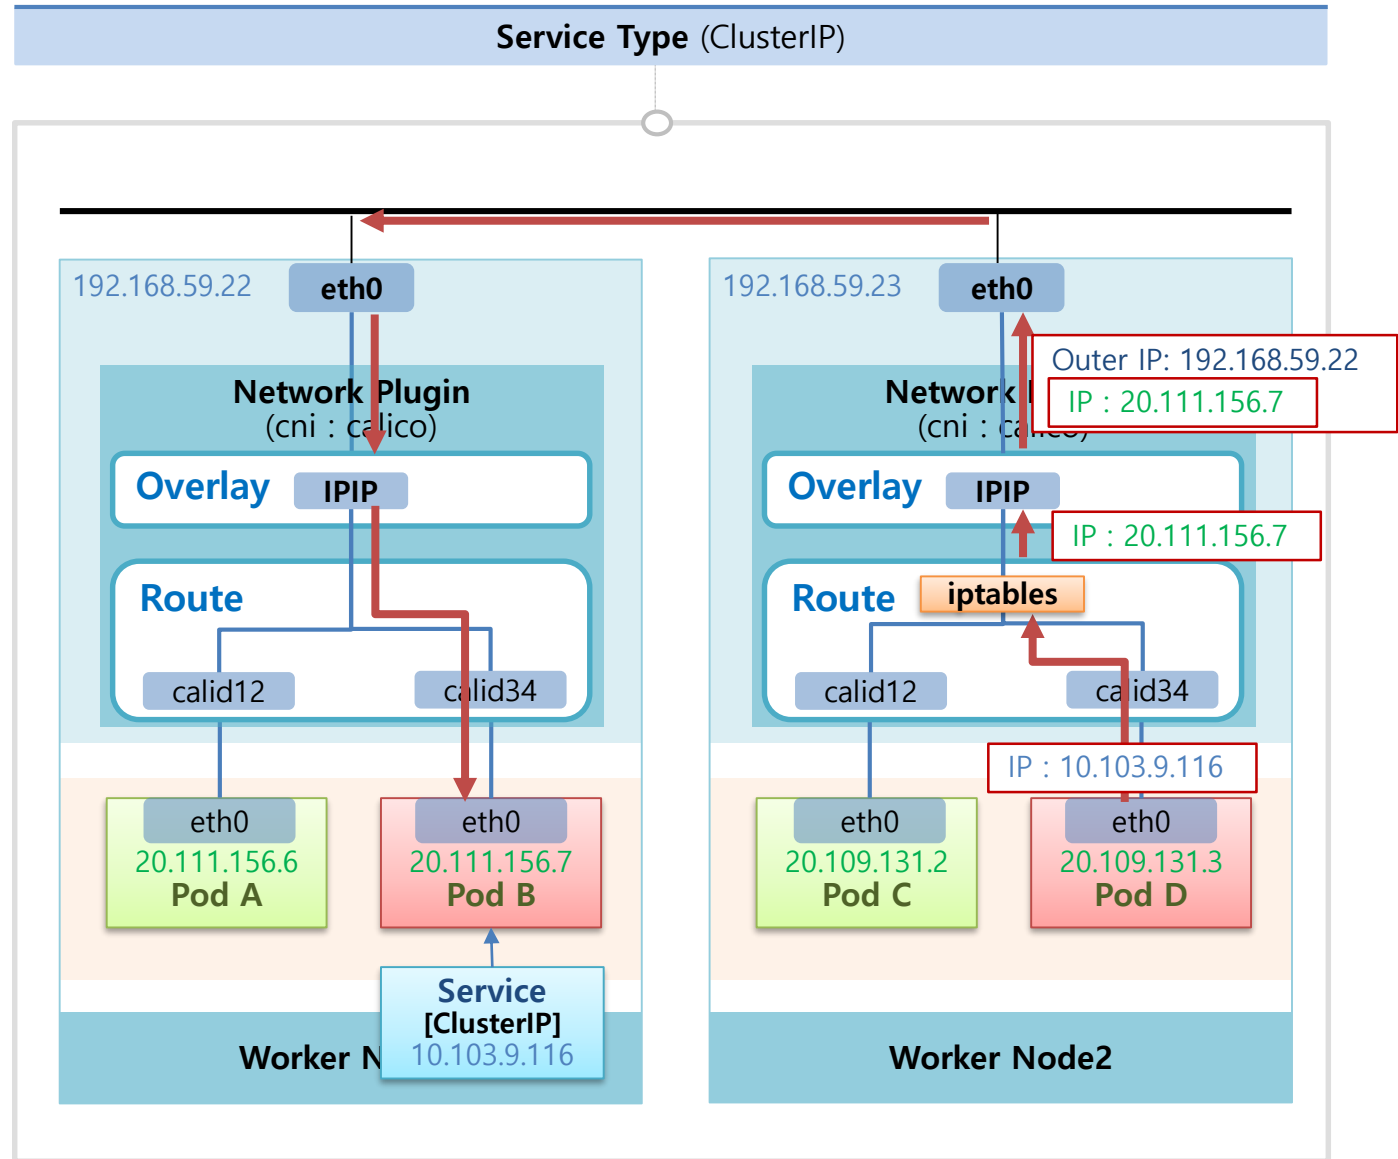 Service Type (ClusterIP)
192.168.59.22
eth0
Network Plugin
(cni : calico)
Overlay
IPIP
Route
calid12
calid34
eth0
20.111.156.6
Pod A
eth0
20.111.156.7
Pod B
Service
[ClusterIP]
10.103.9.116
Worker N
192.168.59.23
eth0
Outer IP: 192.168.59.22
IP : 20.111.156.7
Network
(cni : calico)
Overlay
IPIP
IP : 20.111.156.7
Route
iptables
calid12
calid34
IP : 10.103.9.116
eth0
20.109.131.2
Pod C
eth0
20.109.131.3
Pod D
Worker Node2